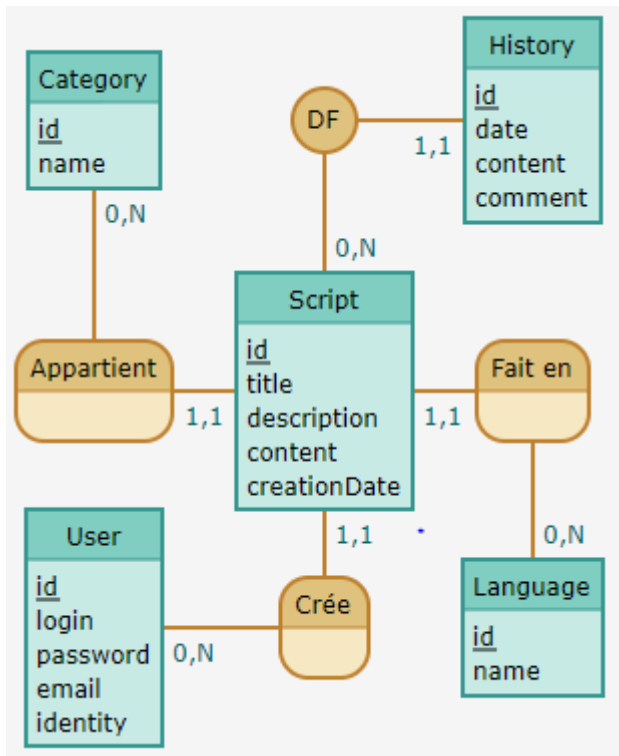 History
id
date
content
comment
Category
id
name
DF
1,1
0,N
0,N
Script
id
title
description
content
creationDate
Appartient
1,1
Fait en
1,1
0,N
Language
id
name
User
id
login
password
email
identity
1,1
Crée
0,N